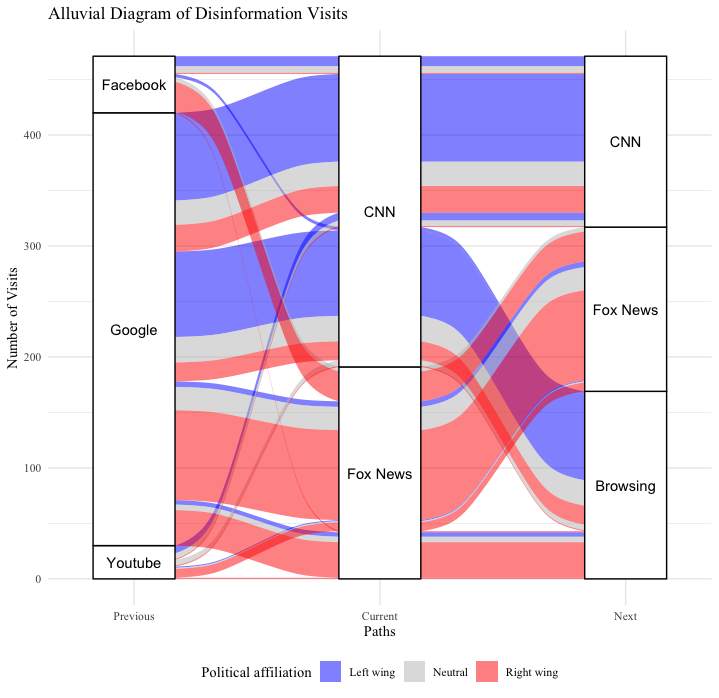 Alluvial Diagram of Disinformation Visits
Number of Visits
400
300
200
100
0
Facebook
Google
Youtube
CNN
Fox News
CNN
Fox News
Browsing
Previous
Current
Next
Paths
Political affiliation
Left wing
Neutral
Right wing